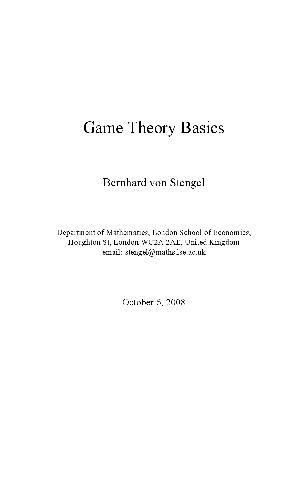 Game Theory Basics
Bernhard von Stengel
Department of Mathematics, London School of Economics,
Houghton St, London WC2A 2AE, United Kingdom
email: stengel@maths.lse.ac.uk
October 5, 2008